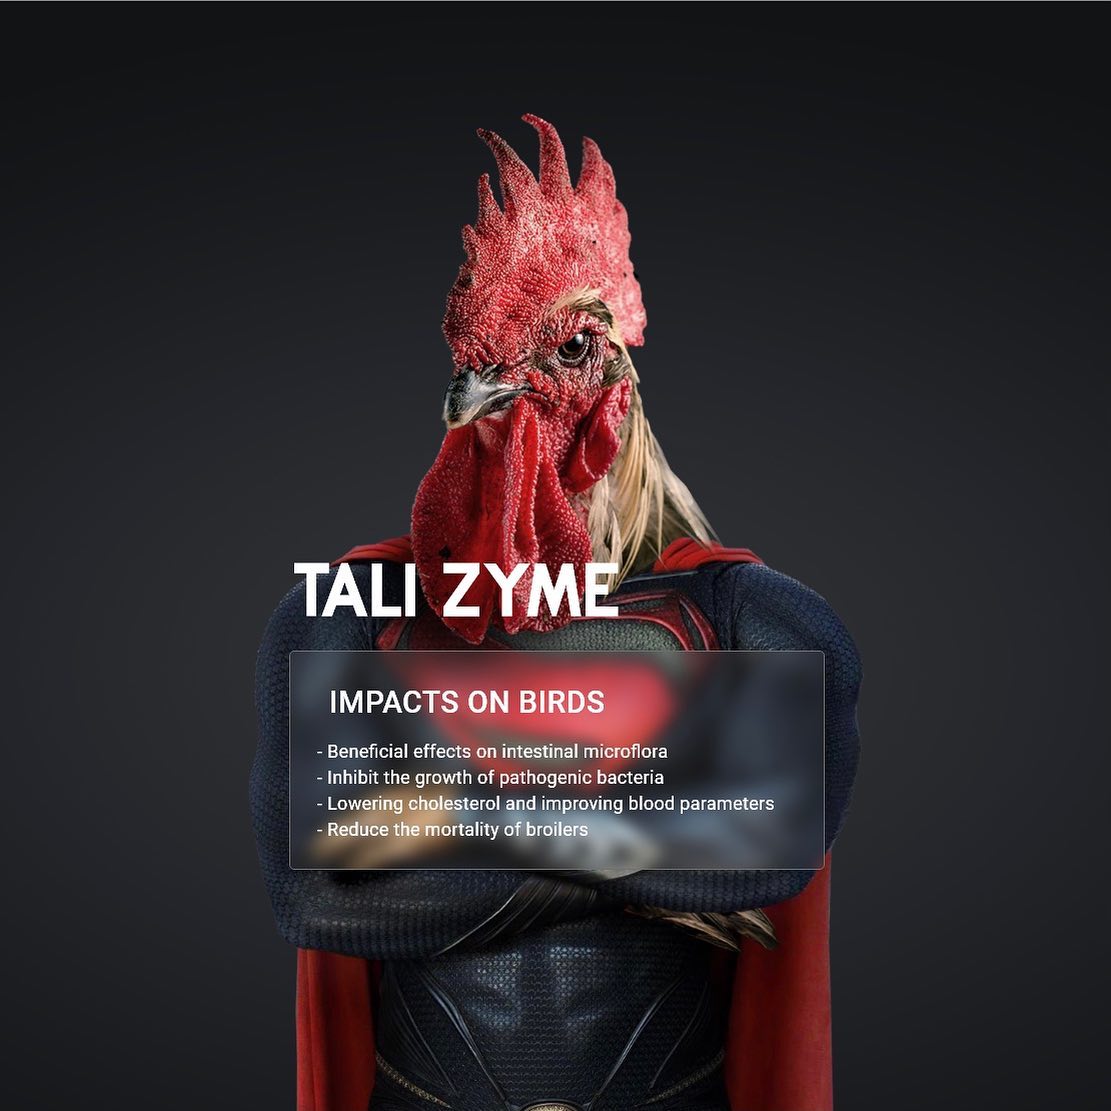 TALI ZYME
IMPACTS ON BIRDS
- Beneficial effects on intestinal microflora
- Inhibit the growth of pathogenic bacteria
- Lowering cholesterol and improving blood parameters
- Reduce the mortality of broilers